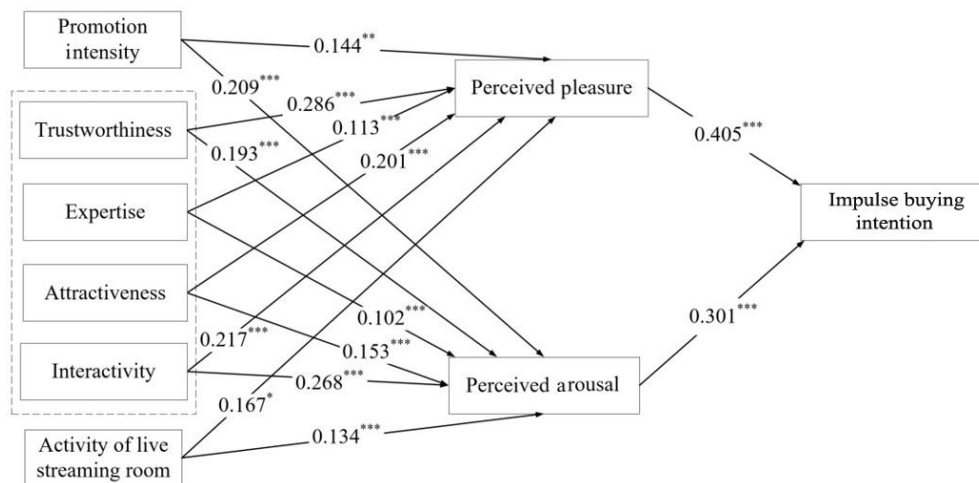 Promotion
intensity
0.144**
0.209***
Perceived pleasure
Trustworthiness
0.286***
0.113***
0.193***
0.201***
0.405***
Expertise
Impulse buying
intention
Attractiveness
0.102***
0.301***
0.217***
0.153***
Interactivity
0.268***
Perceived arousal
0.167*
Activity of live
streaming room
0.134***